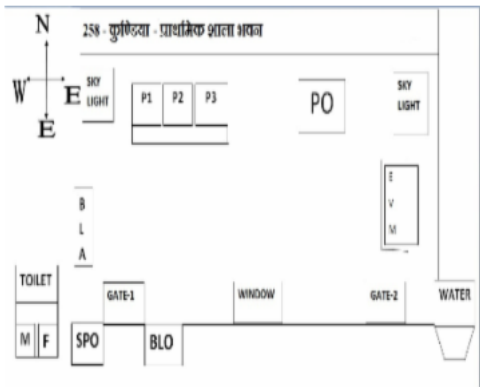 N
258 - कुण्डिया - प्राथमिक शाला भवन
W E
E
SKY LIGHT
P1 P2 P3
PO
SKY LIGHT
E
V
M
B
L
A
TOILET
M F
GATE-1
WINDOW
GATE-2
WATER
SPO
BLO